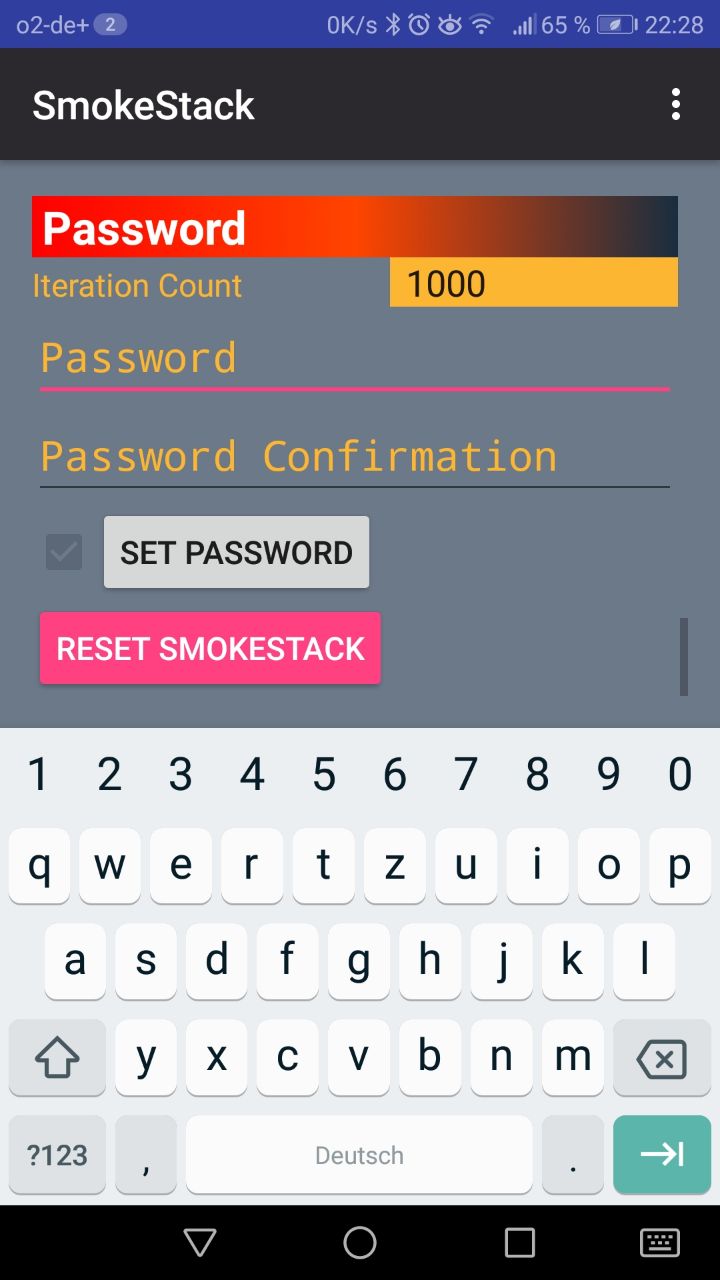 o2-de+ 2 0K/s 65 % 22:28
SmokeStack
Password
Iteration Count 1000
Password
Password Confirmation
SET PASSWORD
RESET SMOKESTACK
1 2 3 4 5 6 7 8 9 0
q w e r t z u i o p
a s d f g h j k l
y x c v b n m
?123 , Deutsch .